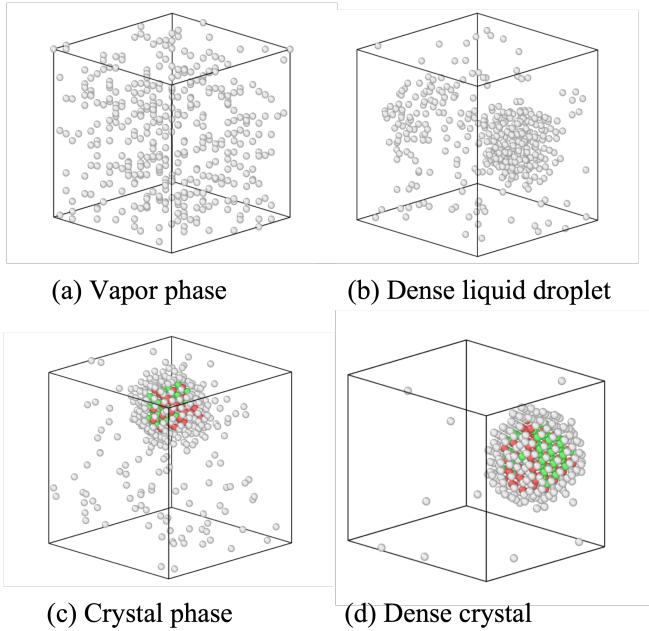 (a) Vapor phase
(b) Dense liquid droplet
(c) Crystal phase
(d) Dense crystal